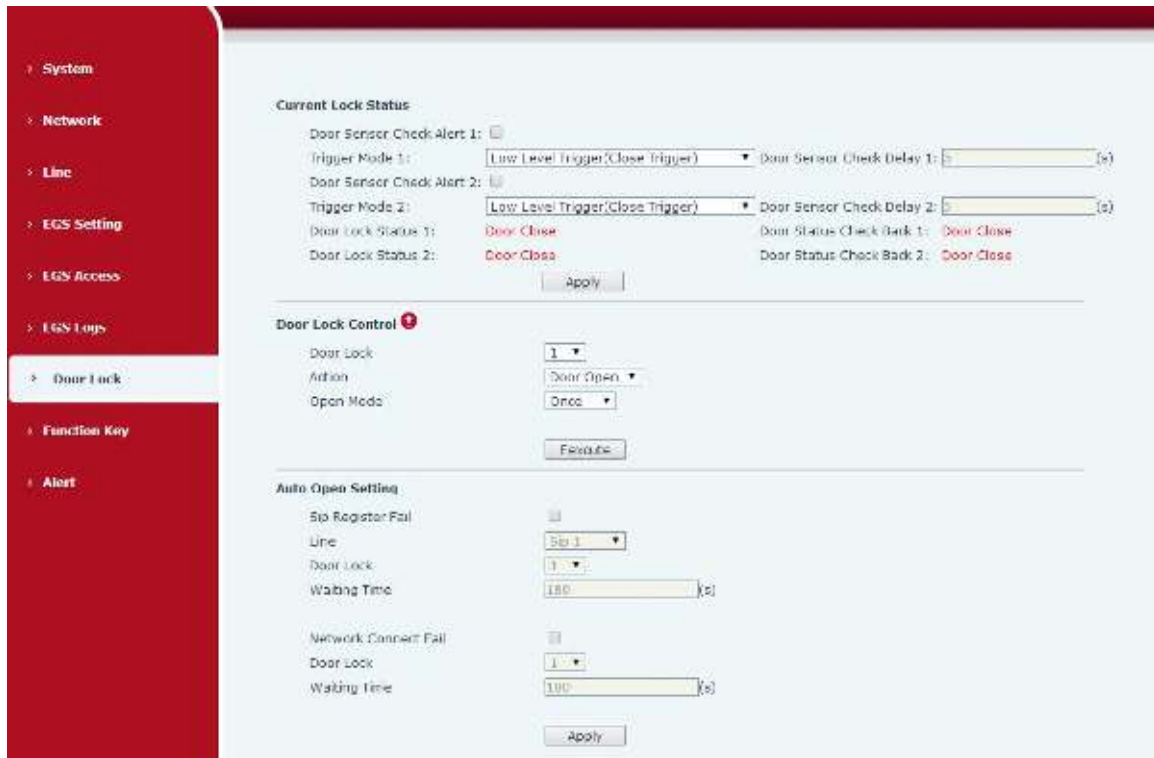 System
Network
Line
EGS Setting
EGS Access
EGS Logs
Door Lock
Function Key
Alert
Current Lock Status
Door Sensor Check Alert 1:
Trigger Mode 1: Low Level Trigger(Close Trigger) Door Sensor Check Delay 1: 5 (s)
Door Sensor Check Alert 2:
Trigger Mode 2: Low Level Trigger(Close Trigger) Door Sensor Check Delay 2: 5 (s)
Door Lock Status 1: Door Close Door Status Check Back 1: Door Close
Door Lock Status 2: Door Close Door Status Check Back 2: Door Close
Apply
Door Lock Control
Door Lock 1
Action Door Open
Open Mode Once
Execute
Auto Open Setting
Sip Register Fail
Line Sip 1
Door Lock 1
Waiting Time 180 (s)
Network Connect Fail
Door Lock 1
Waiting Time 180 (s)
Apply